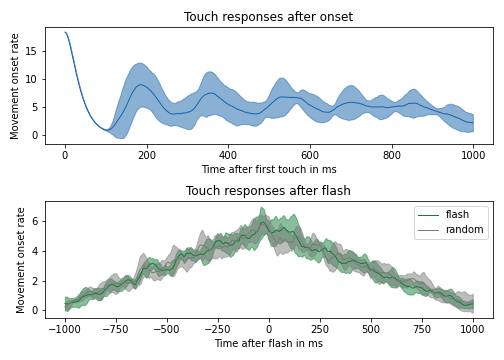 Touch responses after onset
Movement onset rate
15
10
5
0
0 200 400 600 800 1000
Time after first touch in ms
Touch responses after flash
Movement onset rate
6
4
2
0
flash
random
−1000 −750 −500 −250 0 250 500 750 1000
Time after flash in ms